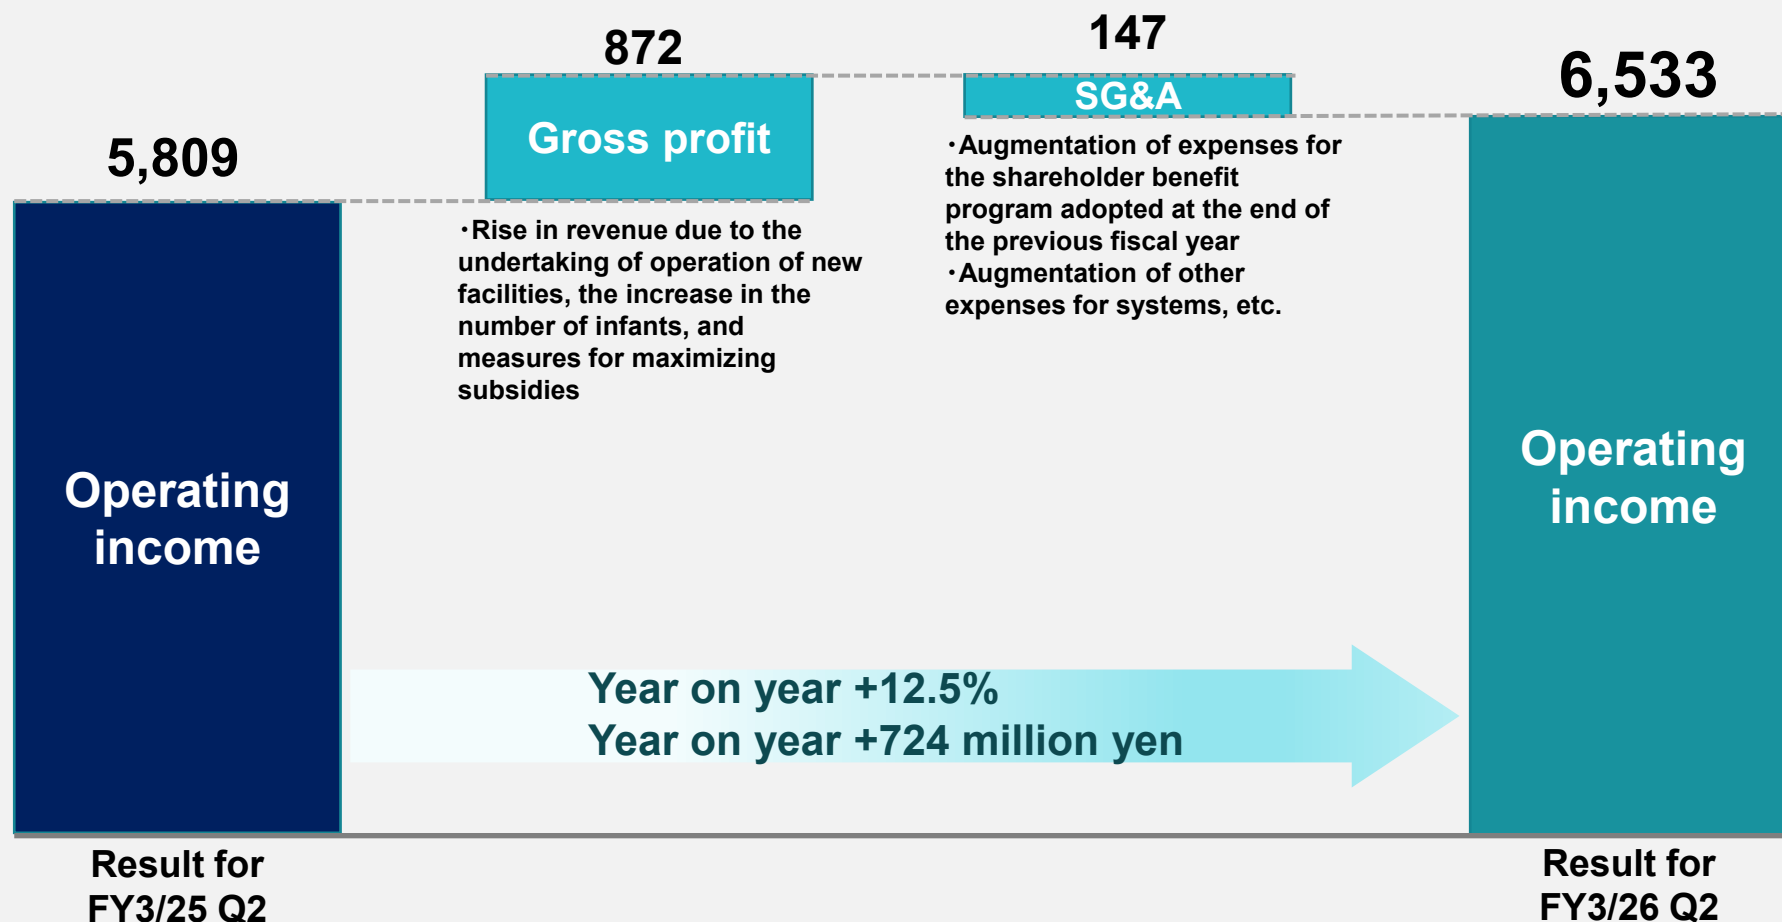 5,809
Operating
income
Result for
FY3/25 Q2
872
Gross profit
・Rise in revenue due to the
undertaking of operation of new
facilities, the increase in the
number of infants, and
measures for maximizing
subsidies
147
SG&A
・Augmentation of expenses for
the shareholder benefit
program adopted at the end of
the previous fiscal year
・Augmentation of other
expenses for systems, etc.
Year on year +12.5%
Year on year +724 million yen
6,533
Operating
income
Result for
FY3/26 Q2